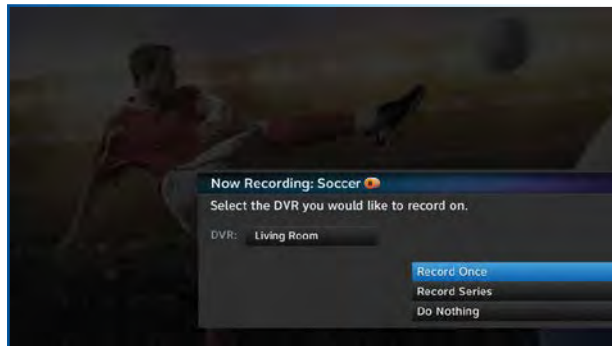 Now Recording: Soccer
Select the DVR you would like to record on.
DVR: Living Room
Record Once
Record Series
Do Nothing